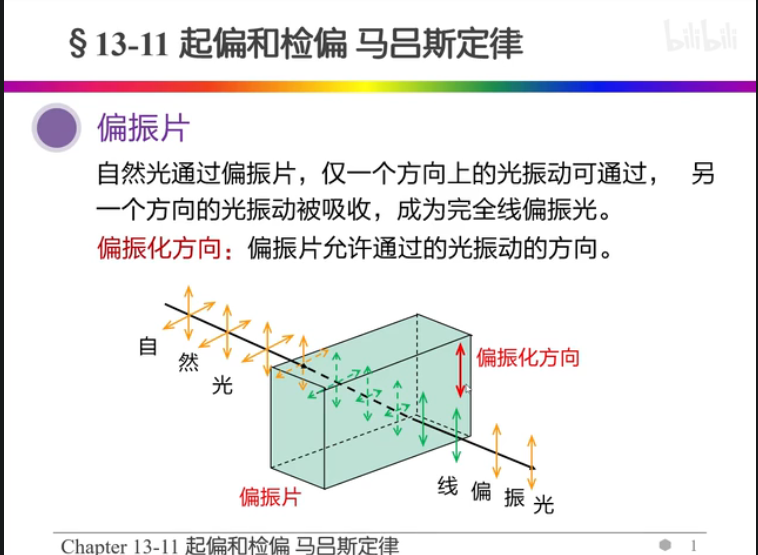 § 13-11 起偏和检偏 马吕斯定律
bilibili
偏振片
自然光通过偏振片，仅一个方向上的光振动可通过， 另
一个方向的光振动被吸收，成为完全线偏振光。
偏振化方向：偏振片允许通过的光振动的方向。
自然光
偏振化方向
偏振片
线偏振光
Chapter 13-11 起偏和检偏 马吕斯定律
1